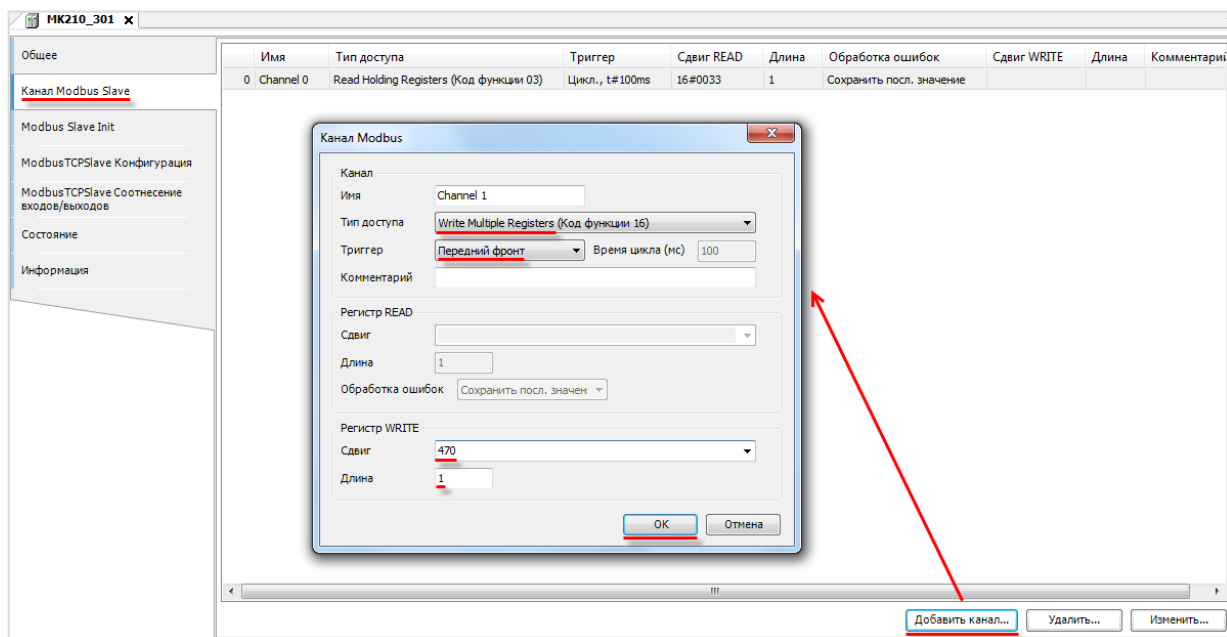 MK210_301 x
Общее
Канал Modbus Slave
Modbus Slave Init
ModbusTCPSlave Конфигурация
ModbusTCPSlave Соотнесение
входов/выходов
Состояние
Информация
Имя Тип доступа Триггер Сдвиг READ Длина Обработка ошибок Сдвиг WRITE Длина Комментарий
0 Channel 0 Read Holding Registers (Код функции 03) Цикл., t#100ms 16#0033 1 Сохранить посл. значение
Канал Modbus
Канал
Имя Channel 1
Тип доступа Write Multiple Registers (Код функции 16)
Триггер Передний фронт Время цикла (мс) 100
Комментарий
Регистр READ
Сдвиг
Длина 1
Обработка ошибок Сохранить посл. значен
Регистр WRITE
Сдвиг 470
Длина 1
OK Отмена
Добавить канал... Удалить... Изменить...